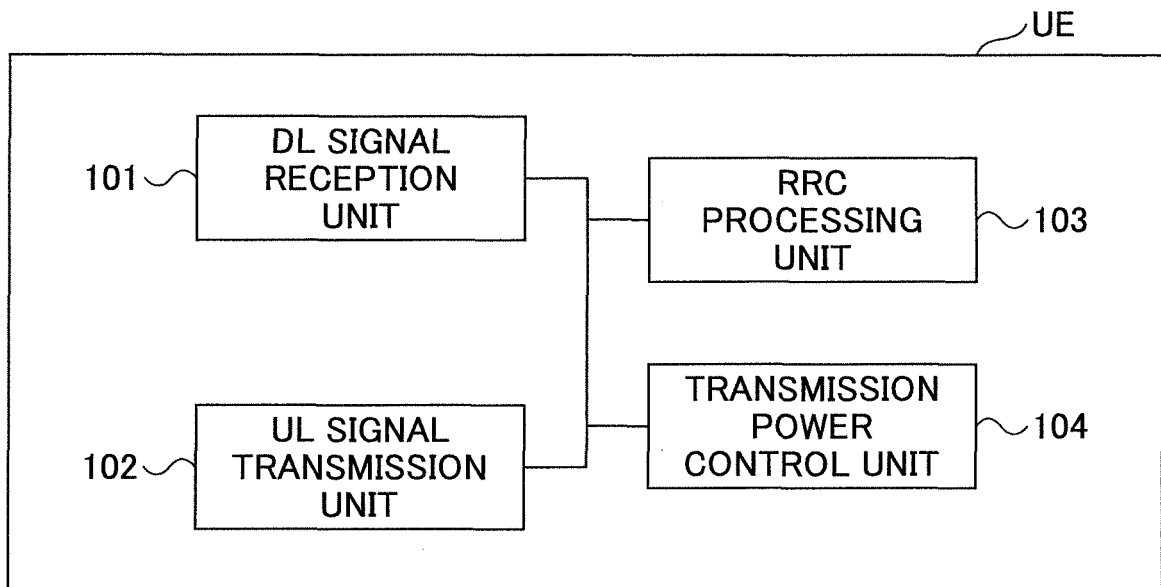 UE
101
DL SIGNAL
RECEPTION
UNIT
RRC
PROCESSING
UNIT
103
102
UL SIGNAL
TRANSMISSION
UNIT
TRANSMISSION
POWER
CONTROL UNIT
104